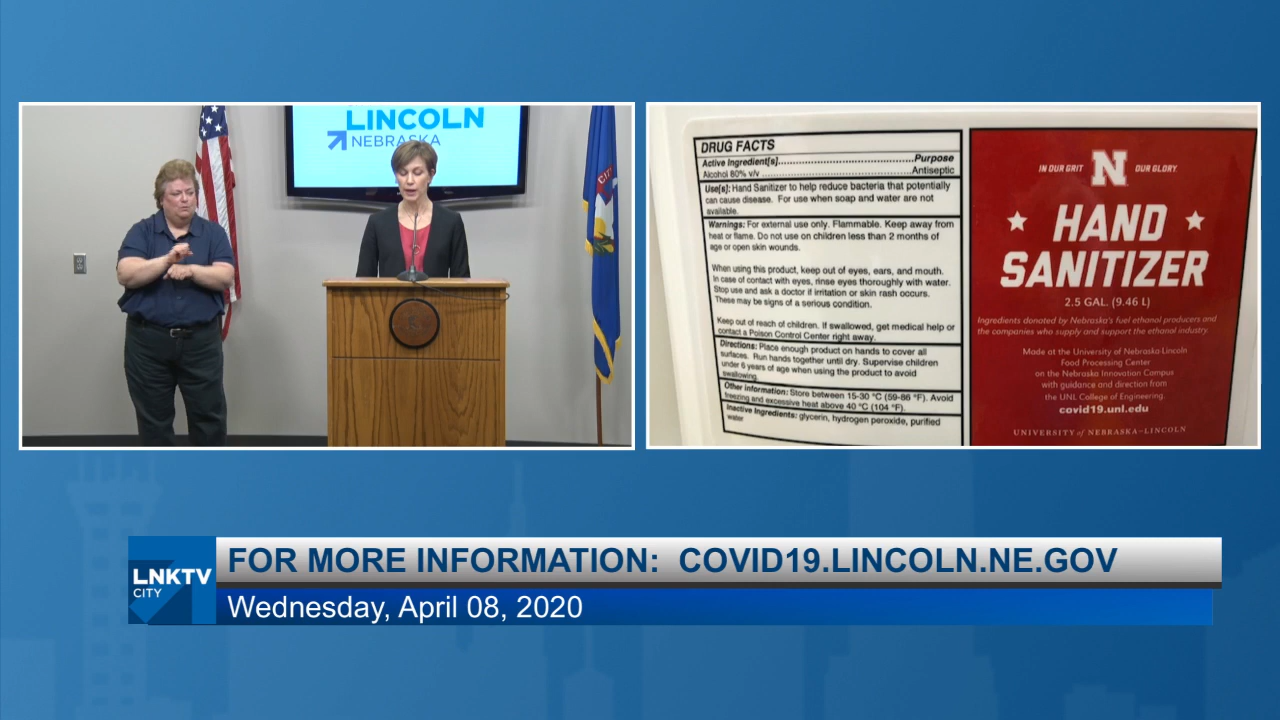 LINCOLN
NEBRASKA
DRUG FACTS
Active Ingredient[s]..........................................Purpose
Alcohol 80% v/v ..............................................Antiseptic
Use[s]: Hand Sanitizer to help reduce bacteria that potentially
can cause disease. For use when soap and water are not
available.
Warnings: For external use only. Flammable. Keep away from
heat or flame. Do not use on children less than 2 months of
age or open skin wounds.
When using this product, keep out of eyes, ears, and mouth.
In case of contact with eyes, rinse eyes thoroughly with water.
Stop use and ask a doctor if irritation or skin rash occurs.
These may be signs of a serious condition.
Keep out of reach of children. If swallowed, get medical help or
contact a Poison Control Center right away.
Directions: Place enough product on hands to cover all
surfaces. Run hands together until dry. Supervise children
under 6 years of age when using the product to avoid
swallowing.
Other information: Store between 15-30 °C (59-86 °F). Avoid
freezing and excessive heat above 40 °C (104 °F).
Inactive Ingredients: glycerin, hydrogen peroxide, purified
water
IN OUR GRIT N OUR GLORY.
HAND
SANITIZER
2.5 GAL. (9.46 L)
Ingredients donated by Nebraska's fuel ethanol producers and
the companies who supply and support the ethanol industry.
Made at the University of Nebraska-Lincoln
Food Processing Center
on the Nebraska Innovation Campus
with guidance and direction from
the UNL College of Engineering.
covid19.unl.edu
UNIVERSITY of NEBRASKA–LINCOLN
LNKTV
CITY
FOR MORE INFORMATION: COVID19.LINCOLN.NE.GOV
Wednesday, April 08, 2020